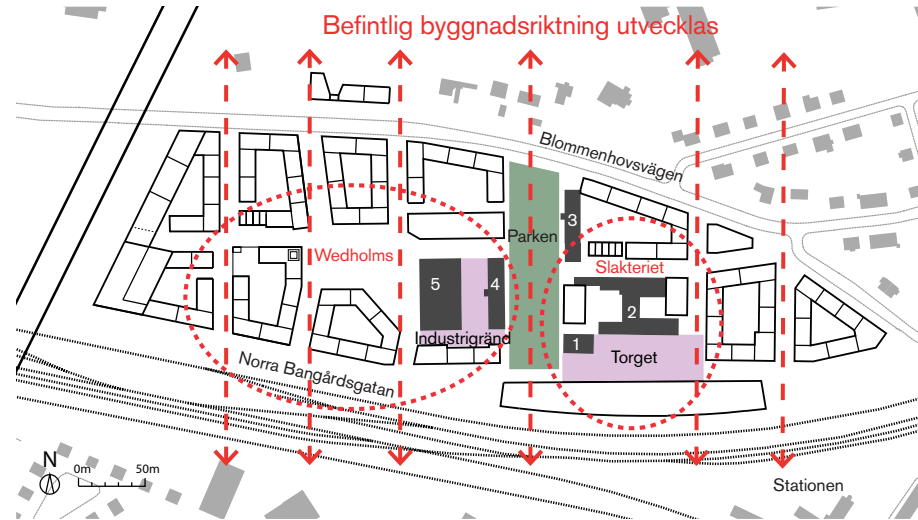 Befintlig byggnadsriktning utvecklas
Blommenhovsvägen
3
Parken
Wedholms
Slakteriet
5
4
2
Industrigränd
1
Torget
Norra Bangårdsgatan
N
0m 50m
Stationen